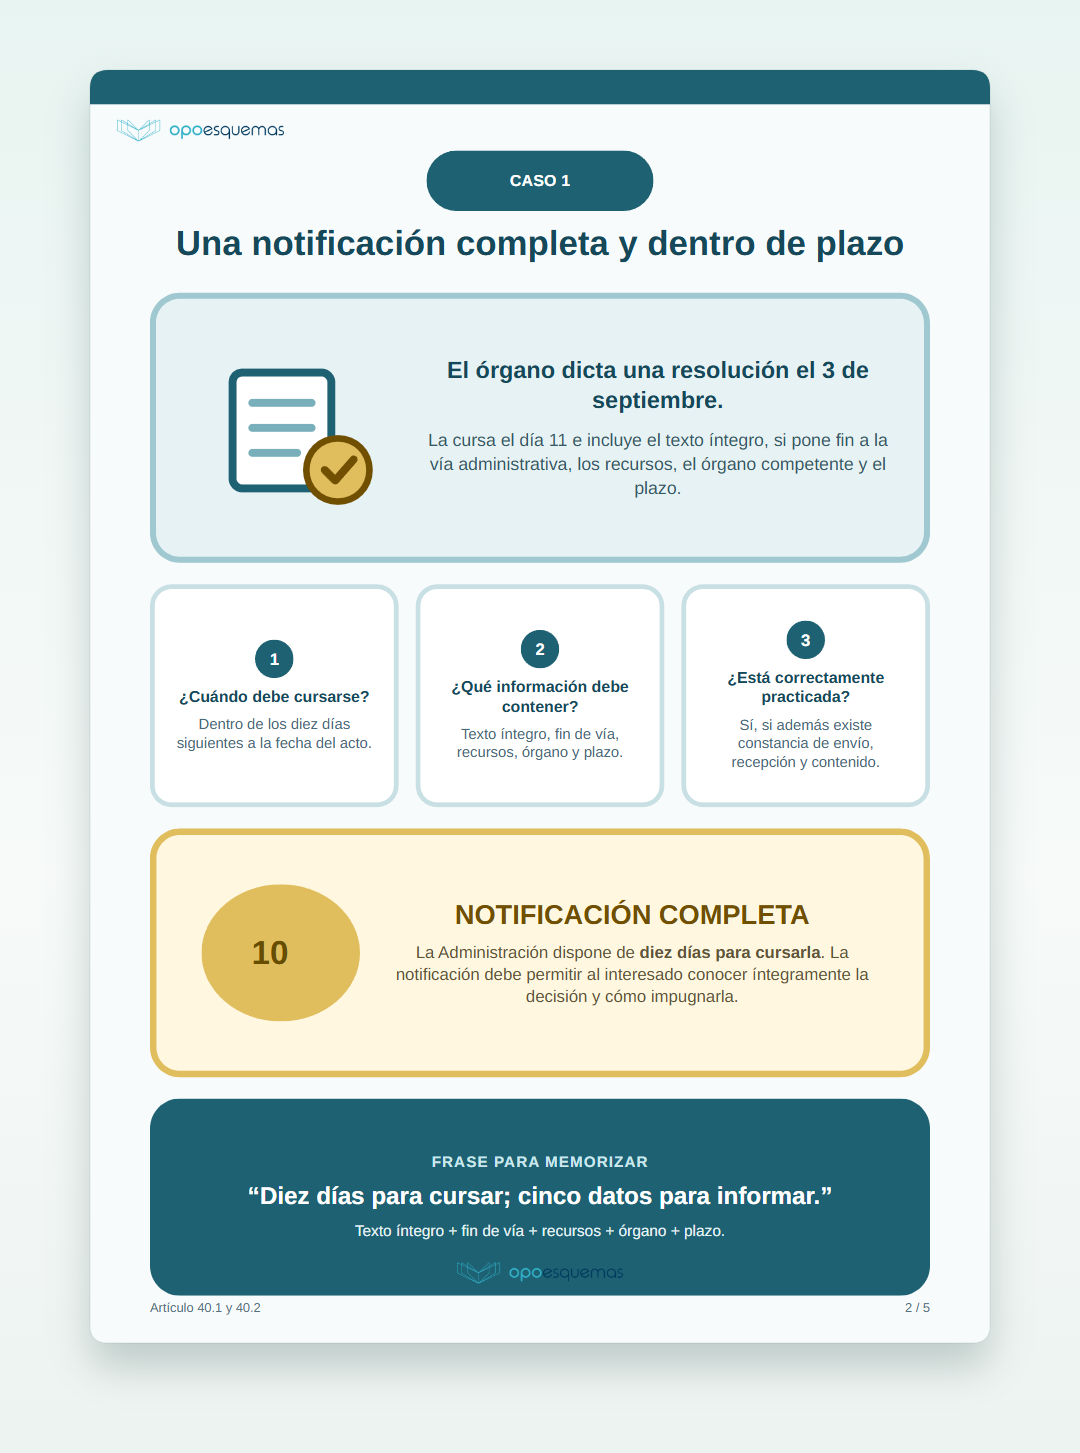 opoesquemas
CASO 1
Una notificación completa y dentro de plazo
El órgano dicta una resolución el 3 de
septiembre.
La cursa el día 11 e incluye el texto íntegro, si pone fin a la
vía administrativa, los recursos, el órgano competente y el
plazo.
1
¿Cuándo debe cursarse?
Dentro de los diez días
siguientes a la fecha del acto.
2
¿Qué información debe
contener?
Texto íntegro, fin de vía,
recursos, órgano y plazo.
3
¿Está correctamente
practicada?
Sí, si además existe
constancia de envío,
recepción y contenido.
10
NOTIFICACIÓN COMPLETA
La Administración dispone de diez días para cursarla. La
notificación debe permitir al interesado conocer íntegramente la
decisión y cómo impugnarla.
FRASE PARA MEMORIZAR
“Diez días para cursar; cinco datos para informar.”
Texto íntegro + fin de vía + recursos + órgano + plazo.
opoesquemas
Artículo 40.1 y 40.2
2 / 5